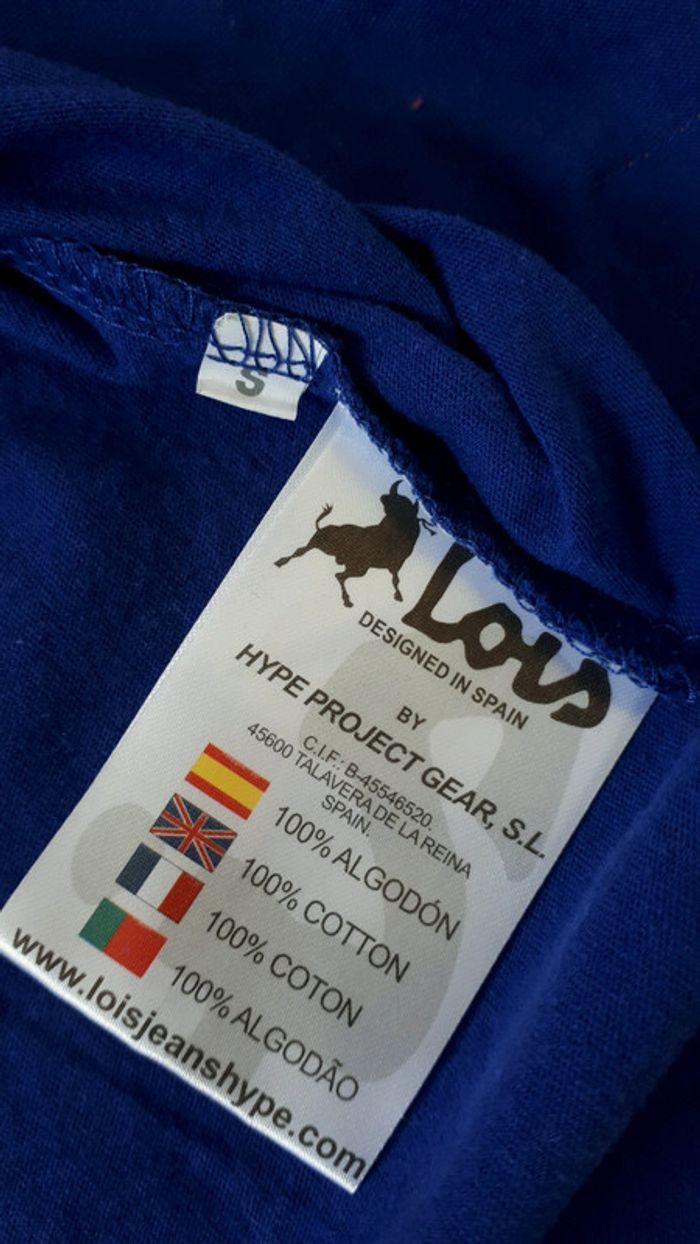 S
Lois
DESIGNED IN SPAIN
BY
HYPE PROJECT GEAR, S.L.
C.I.F.: B-45546520.
45600 TALAVERA DE LA REINA
SPAIN.
100% ALGODÓN
100% COTTON
100% COTON
100% ALGODÃO
www.loisjeanshype.com